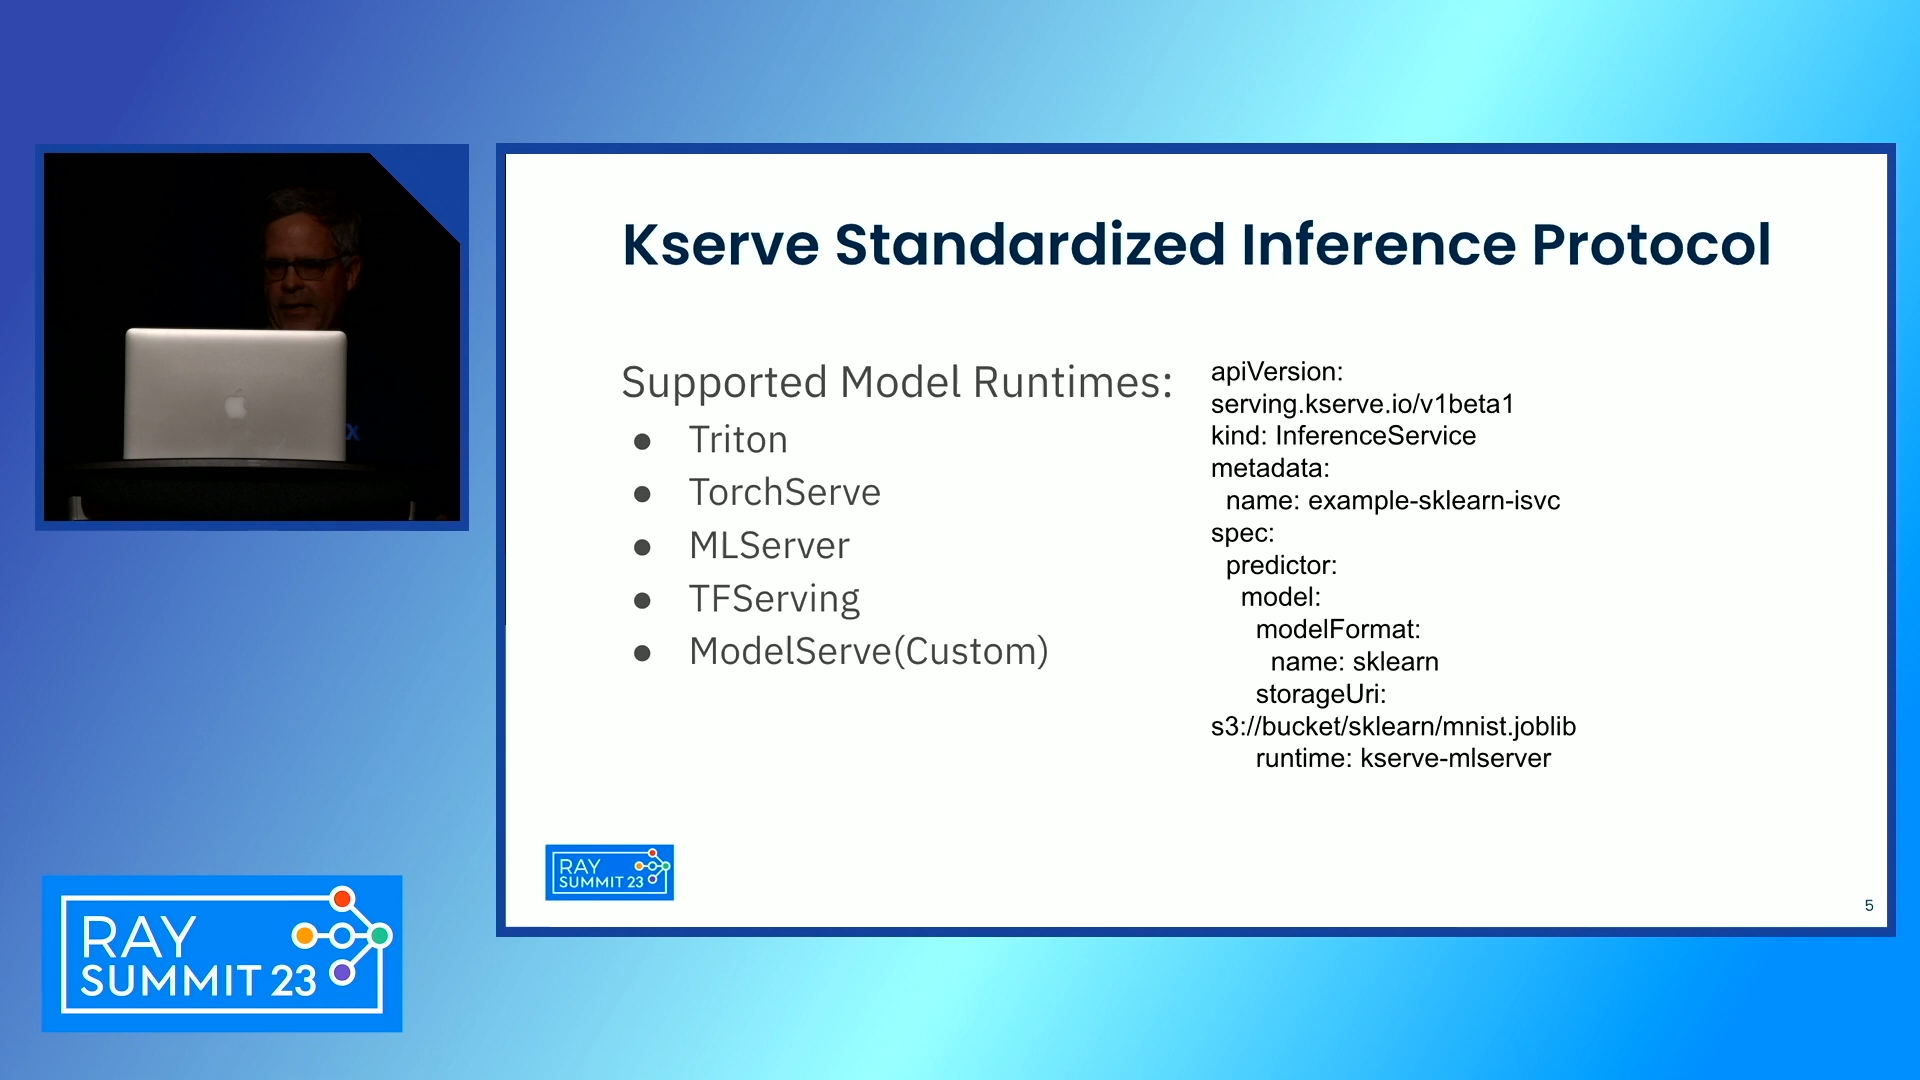 Kserve Standardized Inference Protocol
Supported Model Runtimes:
● Triton
● TorchServe
● MLServer
● TFServing
● ModelServe(Custom)
apiVersion:
serving.kserve.io/v1beta1
kind: InferenceService
metadata:
  name: example-sklearn-isvc
spec:
  predictor:
    model:
      modelFormat:
        name: sklearn
      storageUri:
s3://bucket/sklearn/mnist.joblib
      runtime: kserve-mlserver
RAY
SUMMIT 23
5
RAY
SUMMIT 23
x